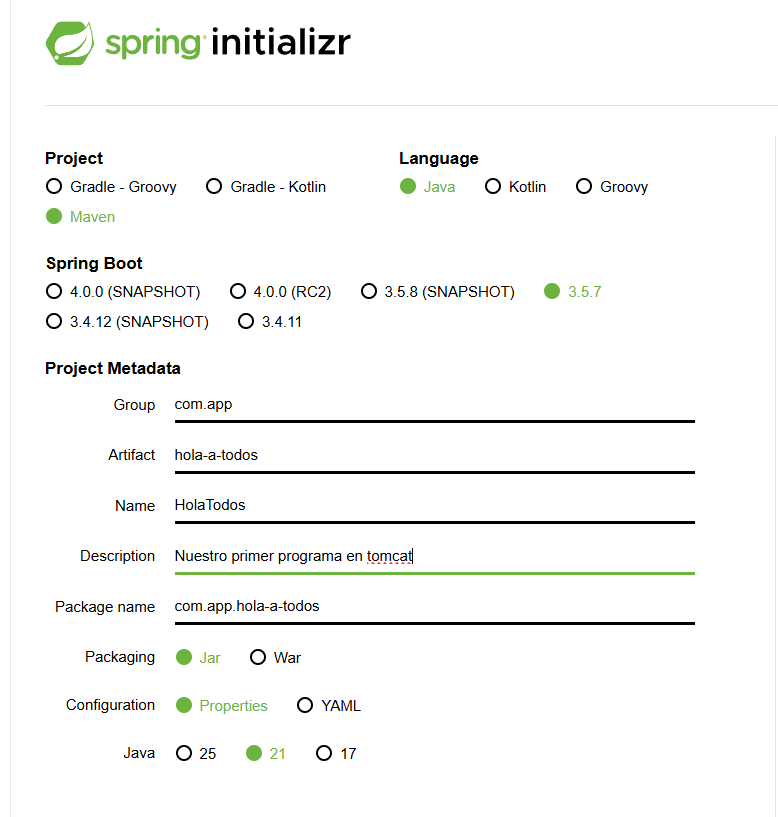 spring initializr
Project
Gradle - Groovy Gradle - Kotlin
Maven
Language
Java Kotlin Groovy
Spring Boot
4.0.0 (SNAPSHOT) 4.0.0 (RC2) 3.5.8 (SNAPSHOT) 3.5.7
3.4.12 (SNAPSHOT) 3.4.11
Project Metadata
Group com.app
Artifact hola-a-todos
Name HolaTodos
Description Nuestro primer programa en tomcat
Package name com.app.hola-a-todos
Packaging Jar War
Configuration Properties YAML
Java 25 21 17